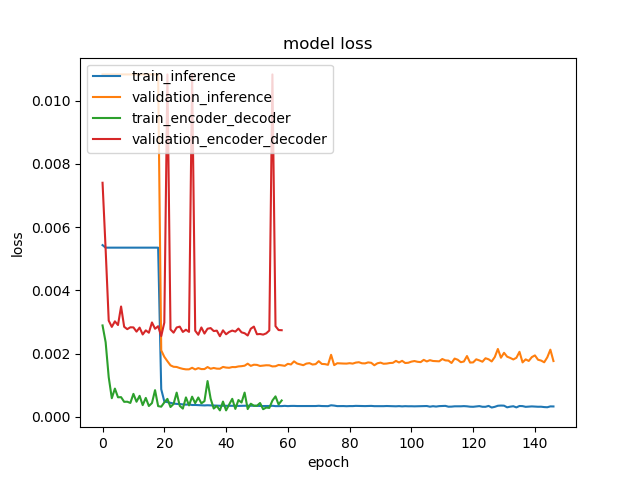 model loss
train_inference
validation_inference
train_encoder_decoder
validation_encoder_decoder
0.010
0.008
0.006
0.004
0.002
0.000
loss
0 20 40 60 80 100 120 140
epoch